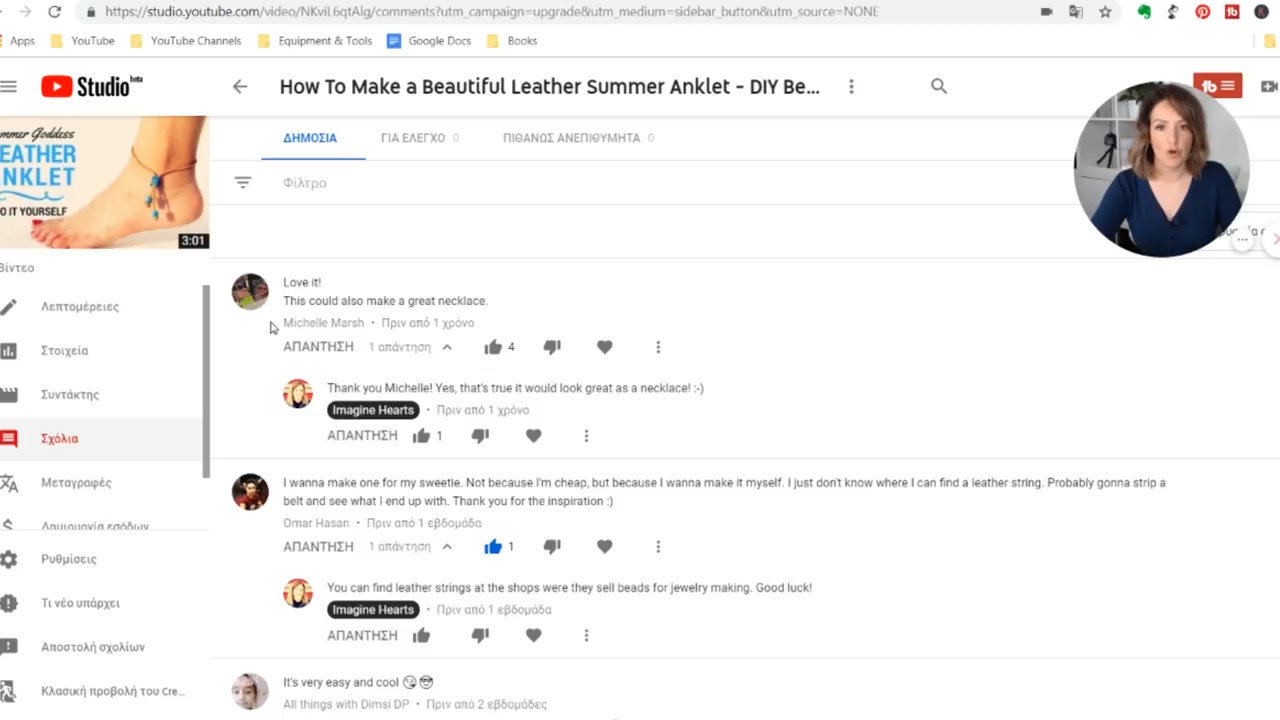 https://studio.youtube.com/video/NKviL6qtAlg/comments?utm_campaign=upgrade&utm_medium=sidebar_button&utm_source=NONE
Apps YouTube YouTube Channels Equipment & Tools Google Docs Books
Studio beta
How To Make a Beautiful Leather Summer Anklet - DIY Be...
ΔΗΜΟΣΙΑ ΓΙΑ ΕΛΕΓΧΟ 0 ΠΙΘΑΝΩΣ ΑΝΕΠΙΘΥΜΗΤΑ 0
Φίλτρο
mmer Goddess
EATHER
NKLET
O IT YOURSELF
3:01
βίντεο
Λεπτομέρειες
Στοιχεία
Συντάκτης
Σχόλια
Μεταγραφές
Δημιουργία εσόδων
Ρυθμίσεις
Τι νέο υπάρχει
Αποστολή σχολίων
Κλασική προβολή του Cre...
Love it!
This could also make a great necklace.
Michelle Marsh • Πριν από 1 χρόνο
ΑΠΑΝΤΗΣΗ 1 απάντηση 4
Thank you Michelle! Yes, that's true it would look great as a necklace! :-)
Imagine Hearts • Πριν από 1 χρόνο
ΑΠΑΝΤΗΣΗ 1
I wanna make one for my sweetie. Not because I'm cheap, but because I wanna make it myself. I just don't know where I can find a leather string. Probably gonna strip a
belt and see what I end up with. Thank you for the inspiration :)
Omar Hasan • Πριν από 1 εβδομάδα
ΑΠΑΝΤΗΣΗ 1 απάντηση 1
You can find leather strings at the shops were they sell beads for jewelry making. Good luck!
Imagine Hearts • Πριν από 1 εβδομάδα
ΑΠΑΝΤΗΣΗ
It's very easy and cool 😘 😎
All things with Dimsi DP • Πριν από 2 εβδομάδες